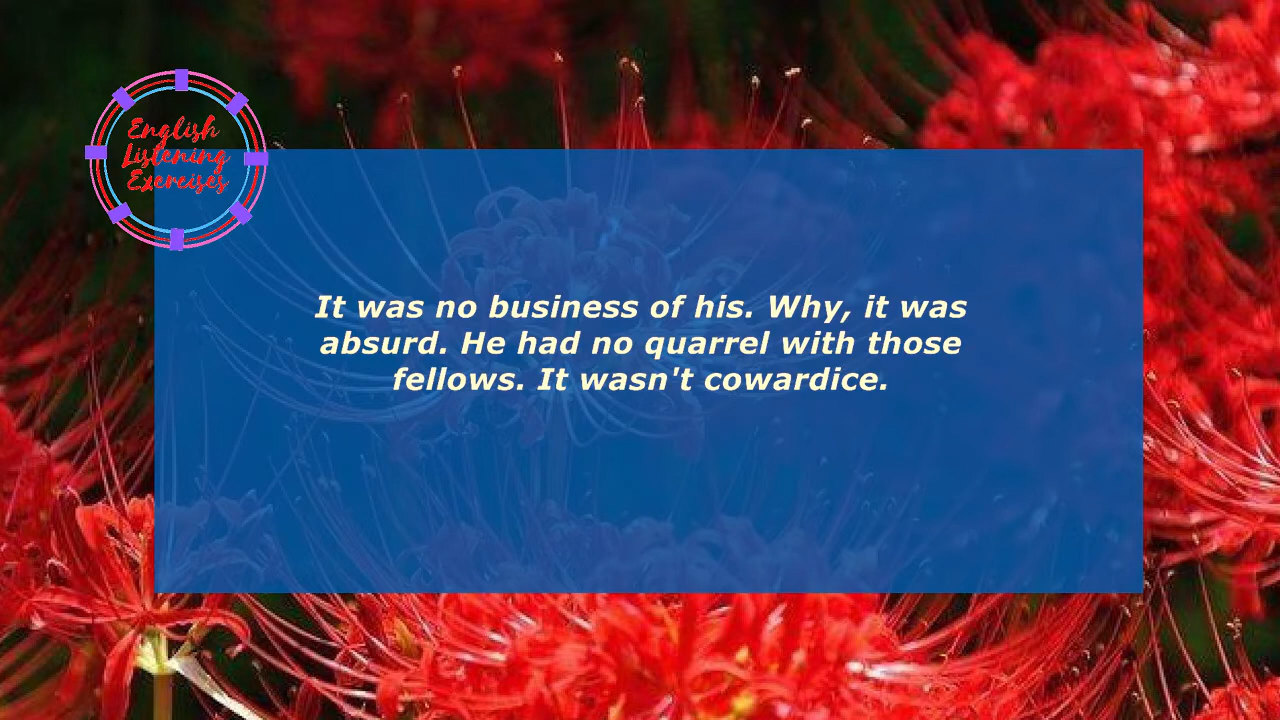 English
Listening
Exercises
It was no business of his. Why, it was
absurd. He had no quarrel with those
fellows. It wasn't cowardice.